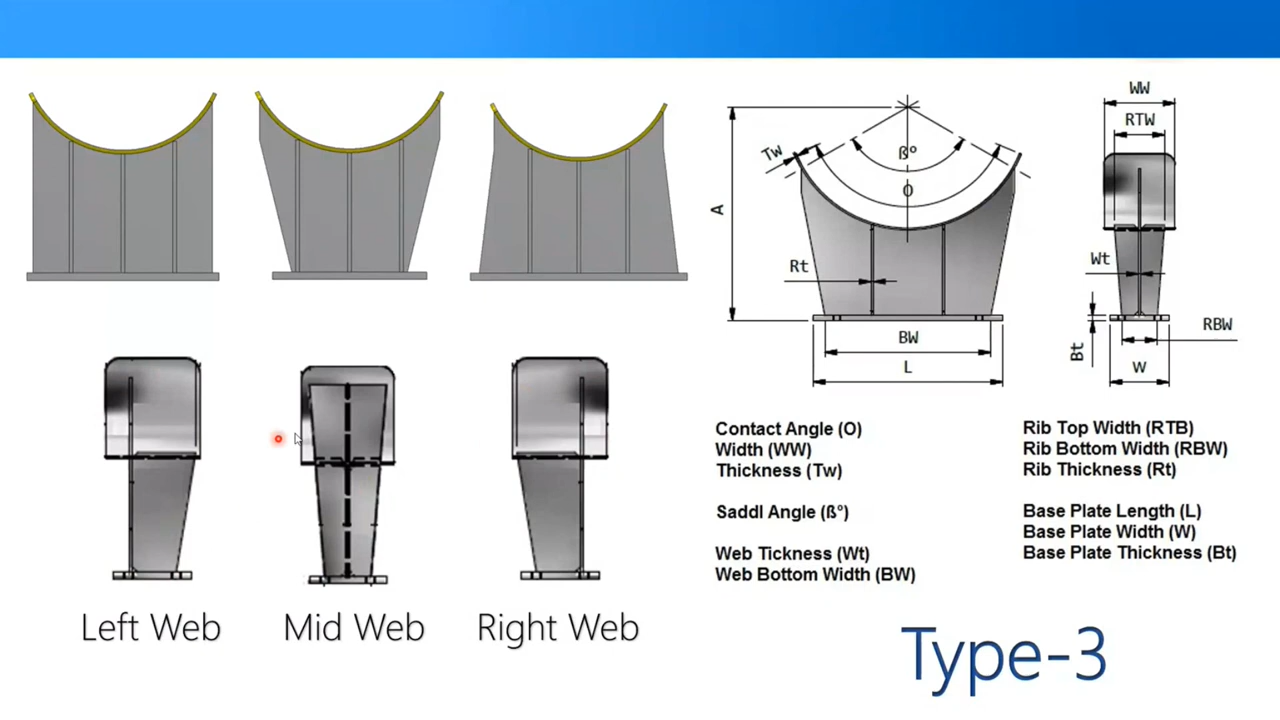 WW
RTW
Tw
ßº
O
A
Rt
Wt
BW
L
Bt
RBW
W
Contact Angle (O)
Width (WW)
Thickness (Tw)
Saddl Angle (ß°)
Web Tickness (Wt)
Web Bottom Width (BW)
Rib Top Width (RTB)
Rib Bottom Width (RBW)
Rib Thickness (Rt)
Base Plate Length (L)
Base Plate Width (W)
Base Plate Thickness (Bt)
Left Web
Mid Web
Right Web
Type-3